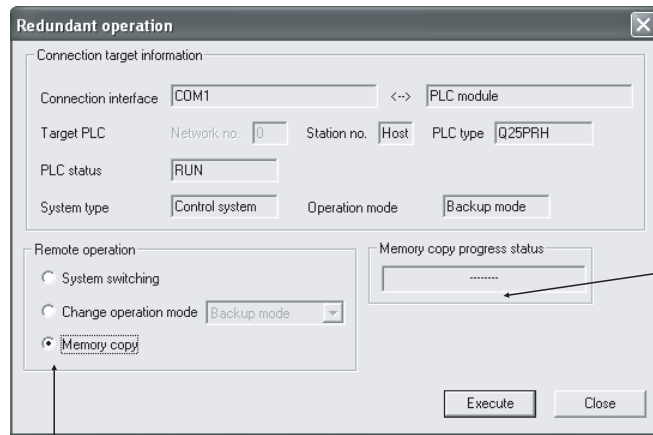 Redundant operation
Connection target information
Connection interface COM1 <--> PLC module
Target PLC Network no. 0 Station no. Host PLC type Q25PRH
PLC status RUN
System type Control system Operation mode Backup mode
Remote operation Memory copy progress status
System switching --------
Change operation mode Backup mode
Memory copy
Execute Close